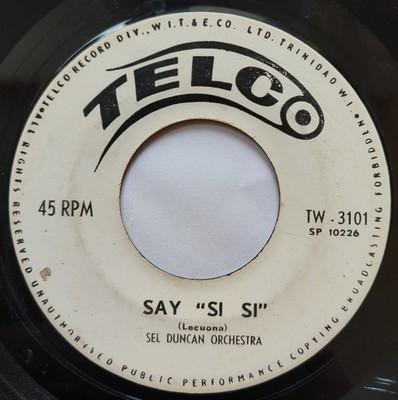 TELCO RECORD DIV., W.I.T. & E. CO. LTD. TRINIDAD W.I.
TELCO
45 RPM
TW - 3101
SP 10226
SAY "SI SI"
(Lecuona)
SEL DUNCAN ORCHESTRA
ALL RIGHTS RESERVED UNAUTHORISED PUBLIC PERFORMANCE COPYING BROADCASTING FORBIDDEN